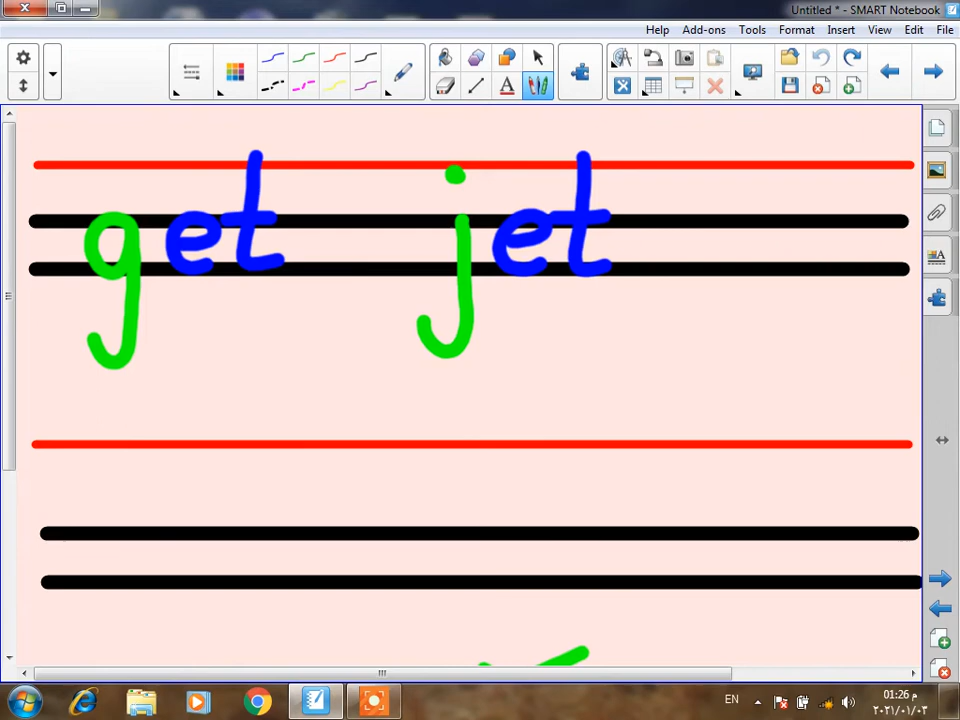 Untitled * - SMART Notebook
Help Add-ons Tools Format Insert View Edit File
get jet
EN
01:26 م
٢٠٢١/٠١/٠٣